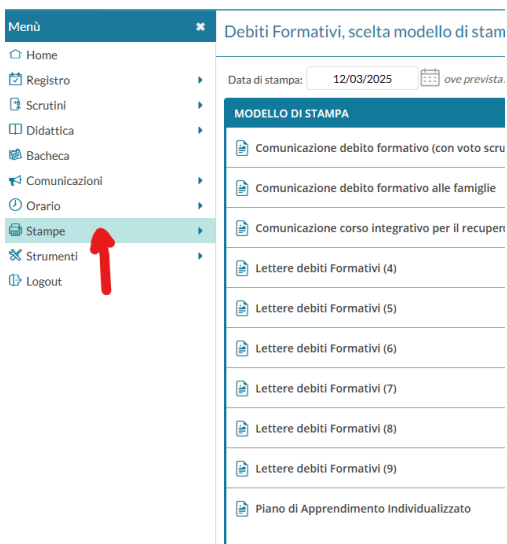 Menù
Home
Registro
Scrutini
Didattica
Bacheca
Comunicazioni
Orario
Stampe
Strumenti
Logout
Debiti Formativi, scelta modello di stam
Data di stampa: 12/03/2025 ove prevista
MODELLO DI STAMPA
Comunicazione debito formativo (con voto scru
Comunicazione debito formativo alle famiglie
Comunicazione corso integrativo per il recupero
Lettere debiti Formativi (4)
Lettere debiti Formativi (5)
Lettere debiti Formativi (6)
Lettere debiti Formativi (7)
Lettere debiti Formativi (8)
Lettere debiti Formativi (9)
Piano di Apprendimento Individualizzato